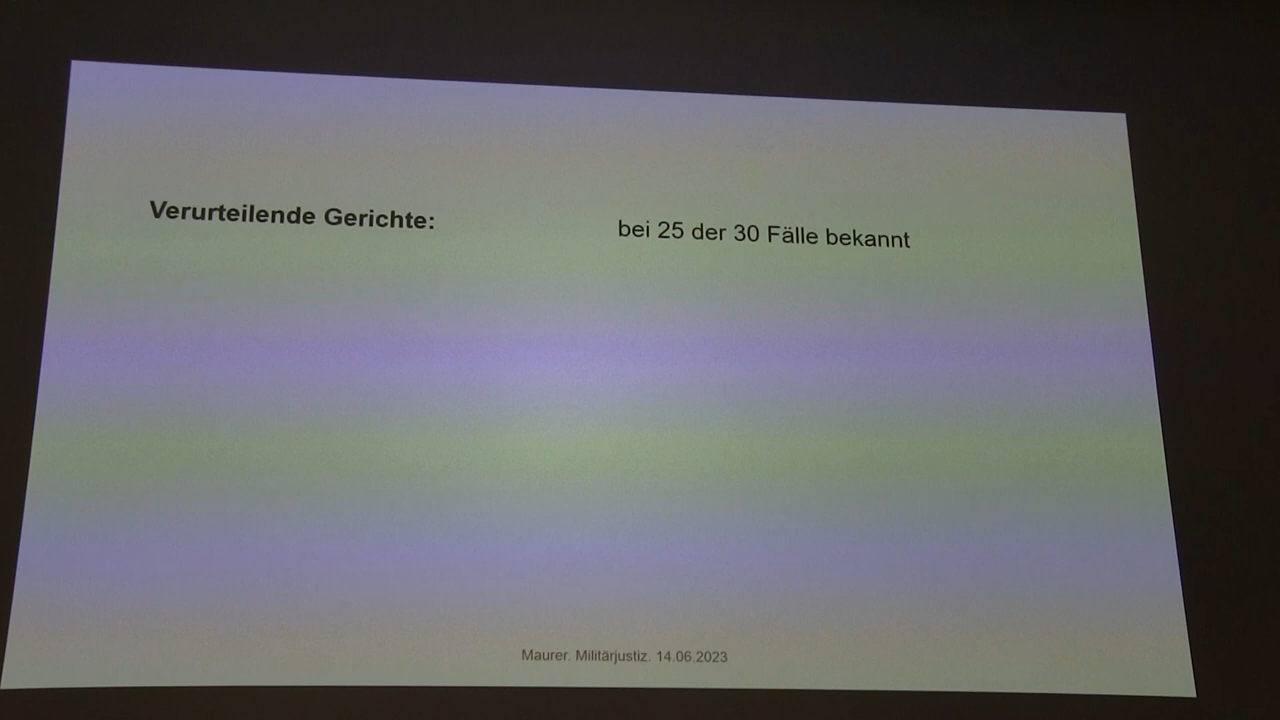 Verurteilende Gerichte:
bei 25 der 30 Fälle bekannt
Maurer. Militärjustiz. 14.06.2023